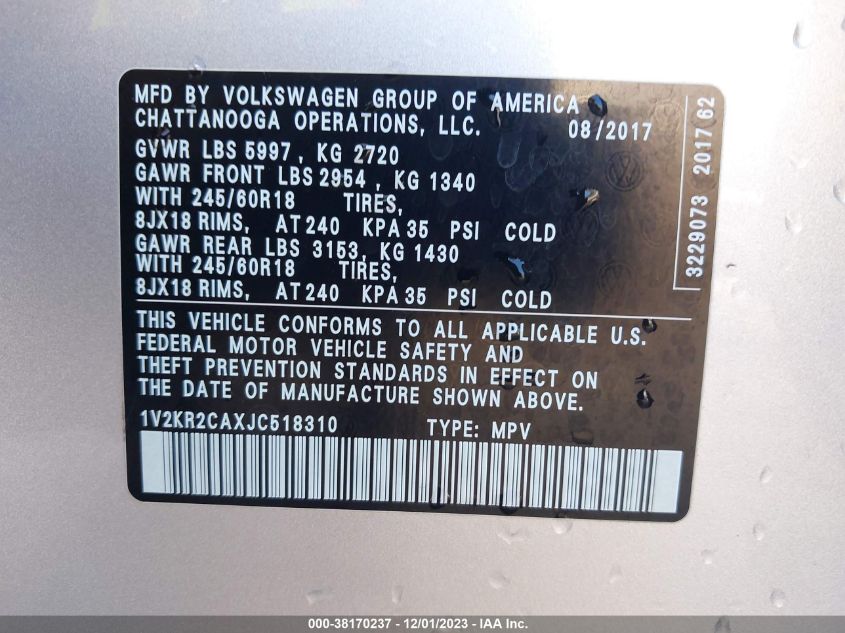 MFD BY VOLKSWAGEN GROUP OF AMERICA
CHATTANOOGA OPERATIONS, LLC. 08/2017
GVWR LBS 5997, KG 2720
GAWR FRONT LBS 2954, KG 1340
WITH 245/60R18 TIRES,
8JX18 RIMS, AT 240 KPA 35 PSI COLD
GAWR REAR LBS 3153, KG 1430
WITH 245/60R18 TIRES,
8JX18 RIMS, AT 240 KPA 35 PSI COLD
3229073 2017 62
THIS VEHICLE CONFORMS TO ALL APPLICABLE U.S.
FEDERAL MOTOR VEHICLE SAFETY AND
THEFT PREVENTION STANDARDS IN EFFECT ON
THE DATE OF MANUFACTURE SHOWN ABOVE.
1V2KR2CAXJC518310 TYPE: MPV
000-38170237 - 12/01/2023 - IAA Inc.